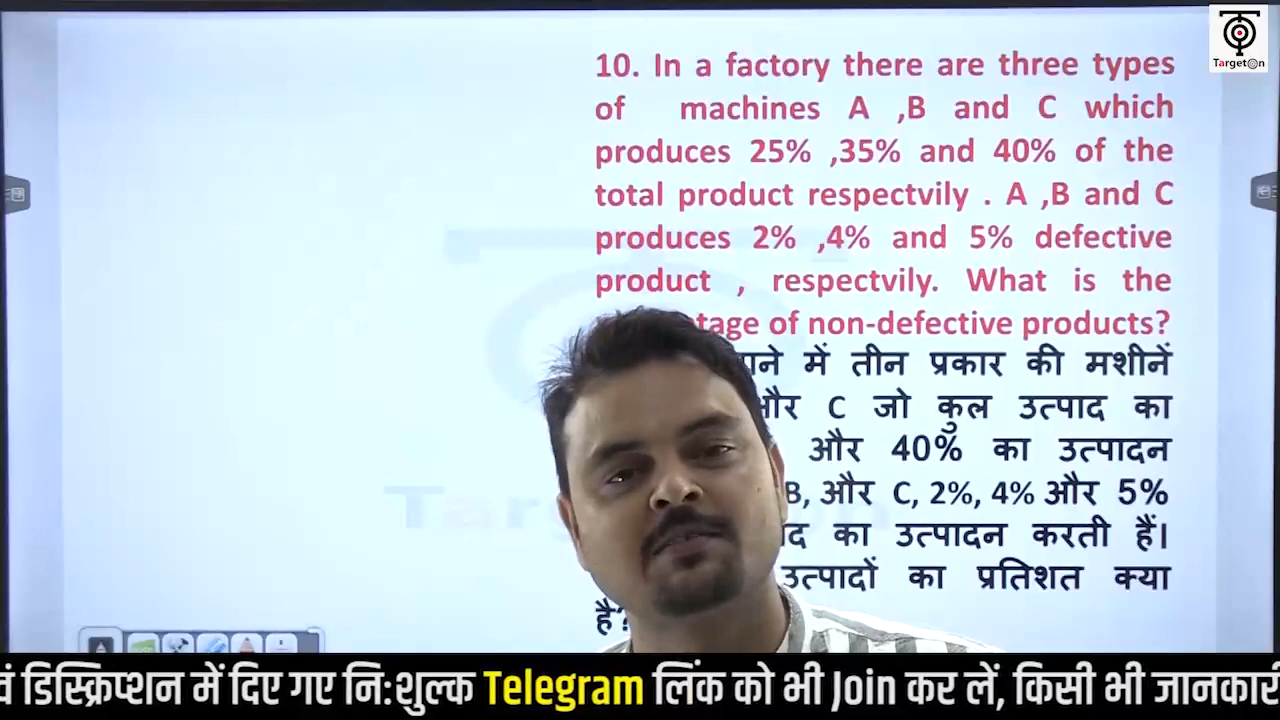 Target@n
10. In a factory there are three types
of machines A ,B and C which
produces 25% ,35% and 40% of the
total product respectvily . A ,B and C
produces 2% ,4% and 5% defective
product , respectvily. What is the
tage of non-defective products?
में तीन प्रकार की मशीनें
और C जो कुल उत्पाद का
और 40% का उत्पादन
B, और C, 2%, 4% और 5%
का उत्पादन करती हैं।
उत्पादों का प्रतिशत क्या
है?
डिस्क्रिप्शन में दिए गए नि:शुल्क Telegram लिंक को भी Join कर लें, किसी भी जानकारी